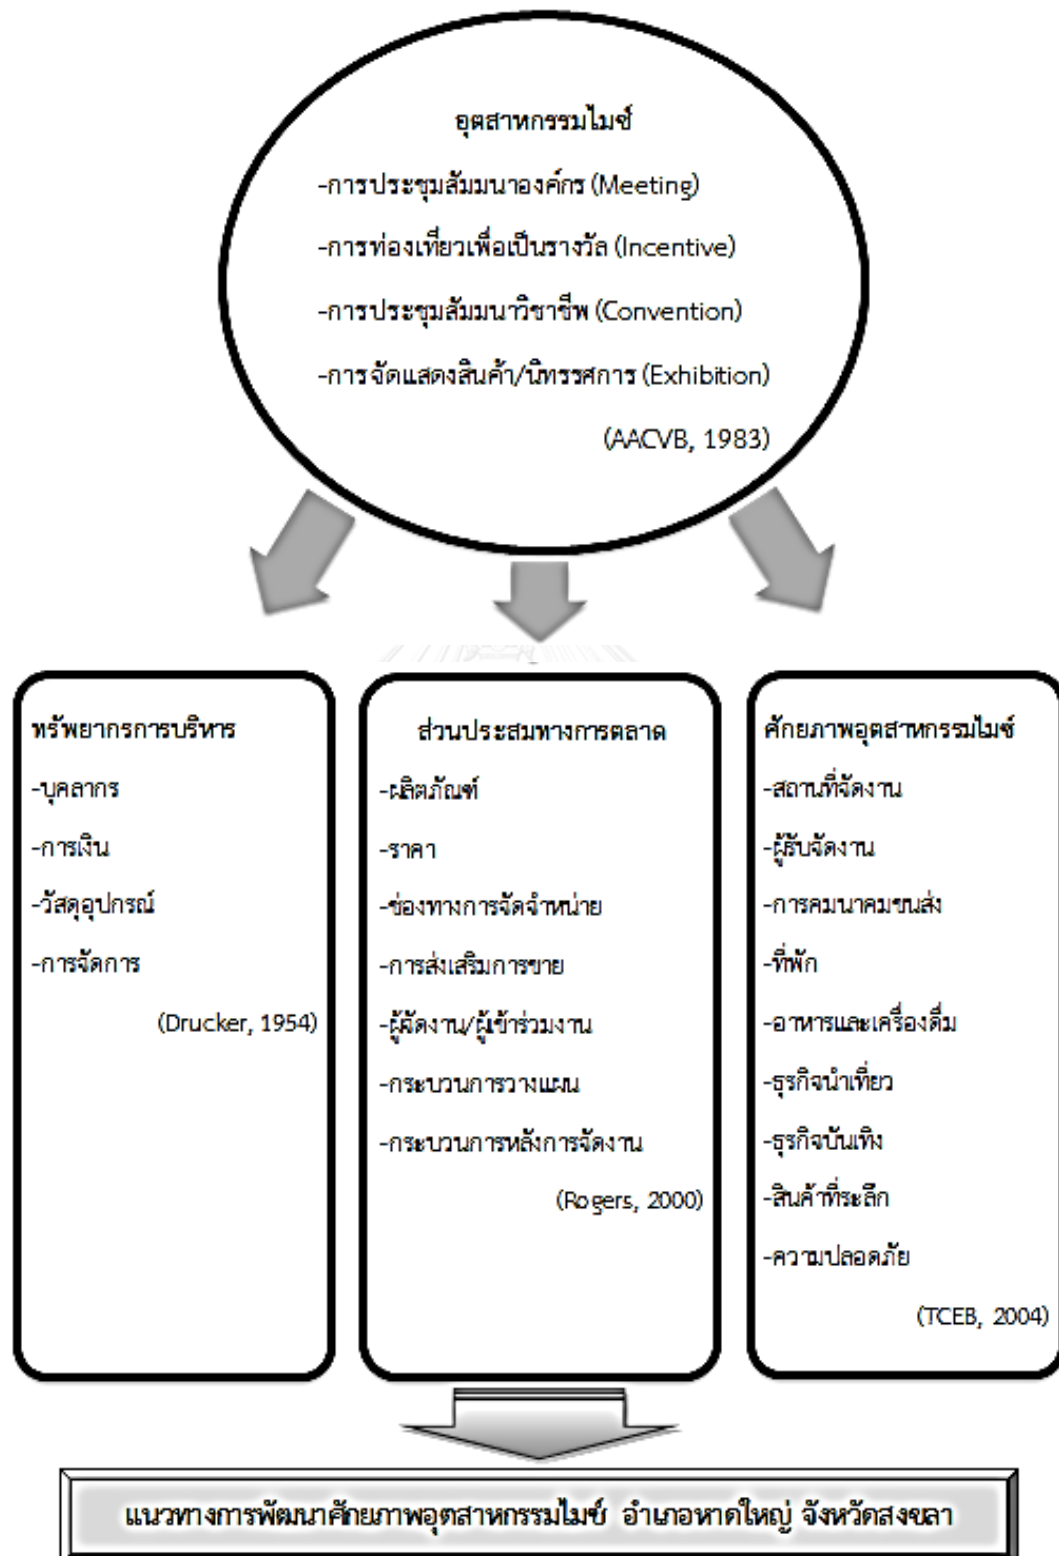 อุตสาหกรรมไมซ์
-การประชุมสัมมนาองค์กร (Meeting)
-การท่องเที่ยวเพื่อเป็นรางวัล (Incentive)
-การประชุมสัมมนาวิชาชีพ (Convention)
-การจัดแสดงสินค้า/นิทรรศการ (Exhibition)
(AACVB, 1983)
ทรัพยากรการบริหาร
-บุคลากร
-การเงิน
-วัสดุอุปกรณ์
-การจัดการ
(Drucker, 1954)
ส่วนประสมทางการตลาด
-ผลิตภัณฑ์
-ราคา
-ช่องทางการจัดจำหน่าย
-การส่งเสริมการขาย
-ผู้จัดงาน/ผู้เข้าร่วมงาน
-กระบวนการวางแผน
-กระบวนการหลังการจัดงาน
(Rogers, 2000)
ศักยภาพอุตสาหกรรมไมซ์
-สถานที่จัดงาน
-ผู้รับจัดงาน
-การคมนาคมขนส่ง
-ที่พัก
-อาหารและเครื่องดื่ม
-ธุรกิจนำเที่ยว
-ธุรกิจบันเทิง
-สินค้าที่ระลึก
-ความปลอดภัย
(TCEB, 2004)
แนวทางการพัฒนาศักยภาพอุตสาหกรรมไมซ์ อำเภอหาดใหญ่ จังหวัดสงขลา